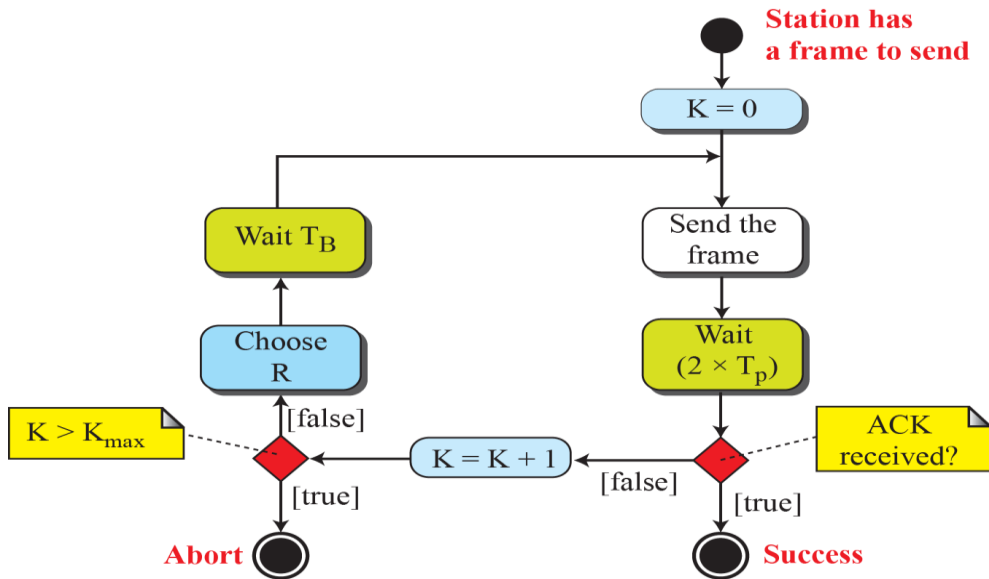 Station has
a frame to send
K = 0
Wait T_B
Send the
frame
Choose
R
Wait
(2 × T_p)
[false]
K > K_max
K = K + 1
[false]
ACK
received?
[true]
[true]
Abort
Success